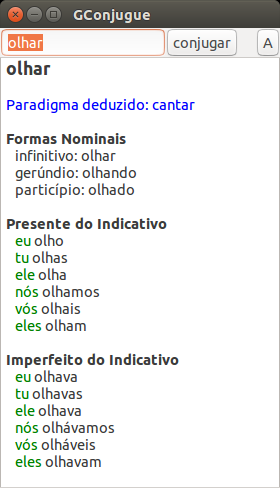 GConjugue
olhar conjugar A
olhar
Paradigma deduzido: cantar
Formas Nominais
infinitivo: olhar
gerúndio: olhando
particípio: olhado
Presente do Indicativo
eu olho
tu olhas
ele olha
nós olhamos
vós olhais
eles olham
Imperfeito do Indicativo
eu olhava
tu olhavas
ele olhava
nós olhávamos
vós olháveis
eles olhavam